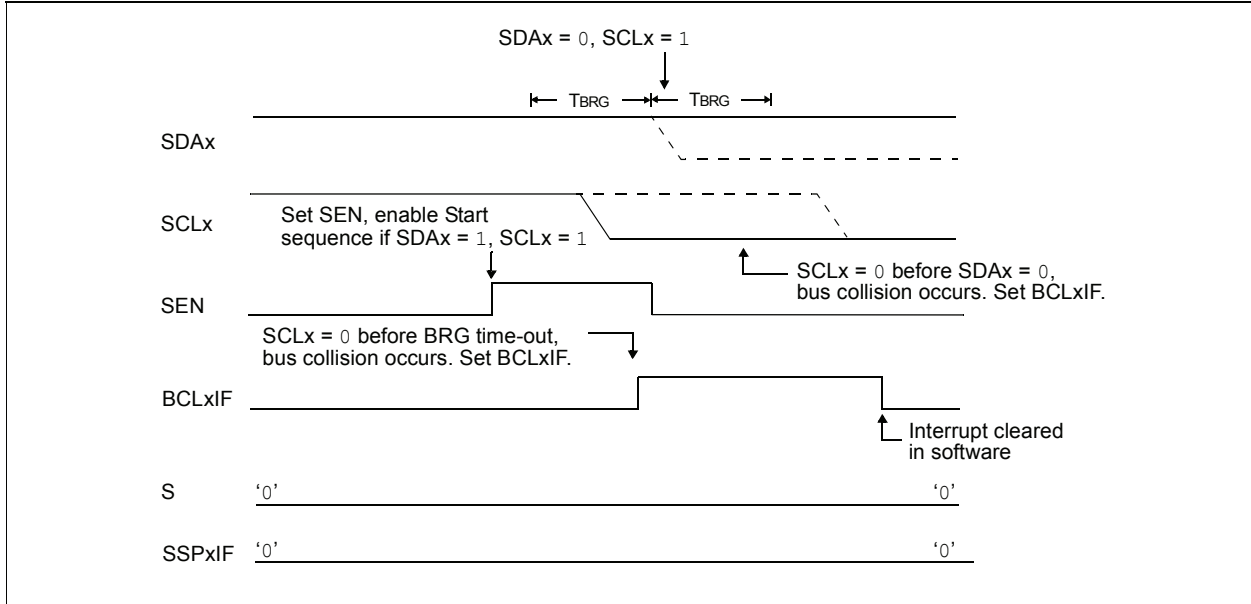 SDAx = 0, SCLx = 1
TBRG TBRG
SDAx
SCLx
Set SEN, enable Start
sequence if SDAx = 1, SCLx = 1
SCLx = 0 before SDAx = 0,
bus collision occurs. Set BCLxIF.
SEN
SCLx = 0 before BRG time-out,
bus collision occurs. Set BCLxIF.
BCLxIF
Interrupt cleared
in software
S ‘0’ ‘0’
SSPxIF ‘0’ ‘0’